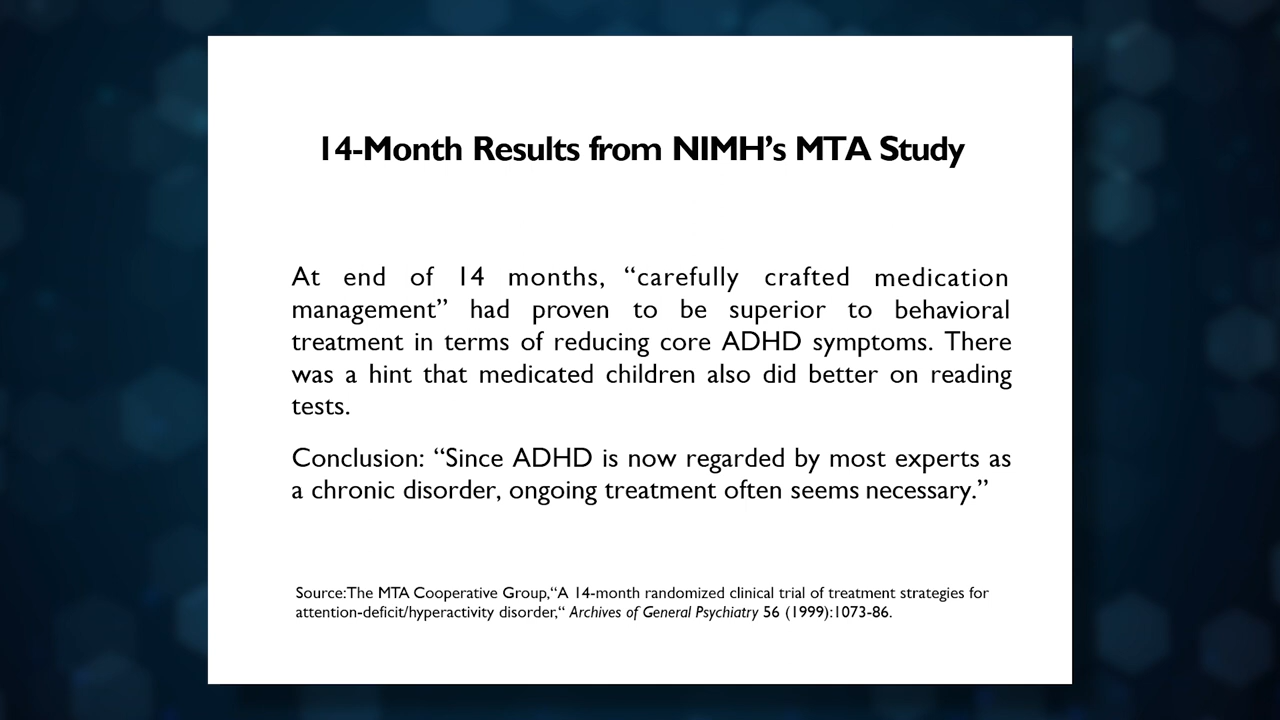 14-Month Results from NIMH’s MTA Study
At end of 14 months, “carefully crafted medication
management” had proven to be superior to behavioral
treatment in terms of reducing core ADHD symptoms. There
was a hint that medicated children also did better on reading
tests.
Conclusion: “Since ADHD is now regarded by most experts as
a chronic disorder, ongoing treatment often seems necessary.”
Source:The MTA Cooperative Group,“A 14-month randomized clinical trial of treatment strategies for
attention-deficit/hyperactivity disorder,“ Archives of General Psychiatry 56 (1999):1073-86.